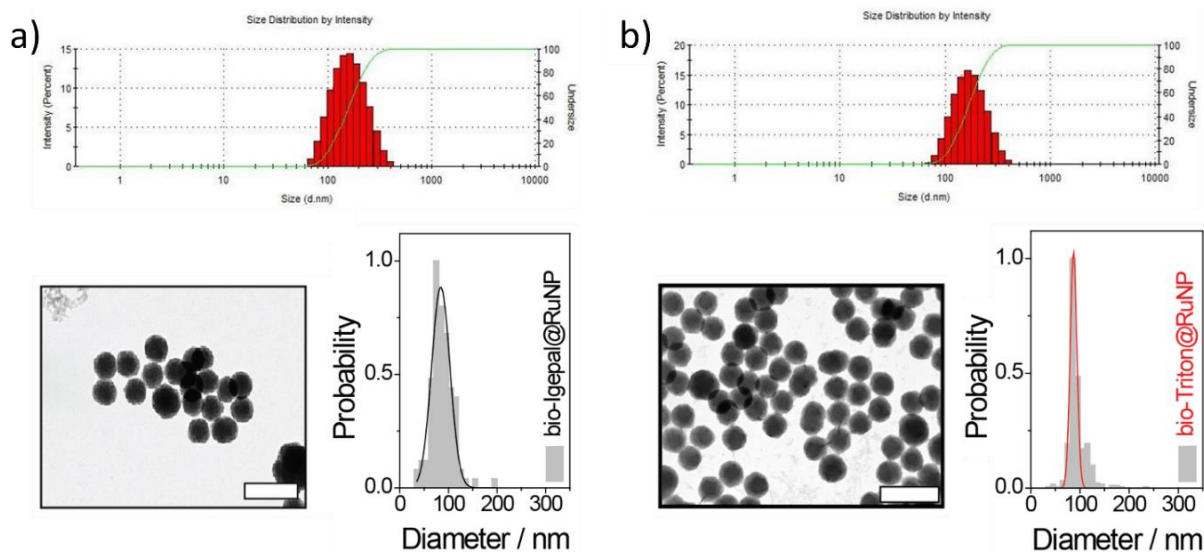 a)
Size Distribution by Intensity
Intensity (Percent)
15
10
5
0
100
80
60
40
20
0
Undersize
1 10 100 1000 10000
Size (d.nm)
Probability
1.0
0.5
0.0
bio-Igepal@RuNP
0 100 200 300
Diameter / nm
b)
Size Distribution by Intensity
Intensity (Percent)
20
15
10
5
0
100
80
60
40
20
0
Undersize
1 10 100 1000 10000
Size (d.nm)
Probability
1.0
0.5
0.0
bio-Triton@RuNP
0 100 200 300
Diameter / nm